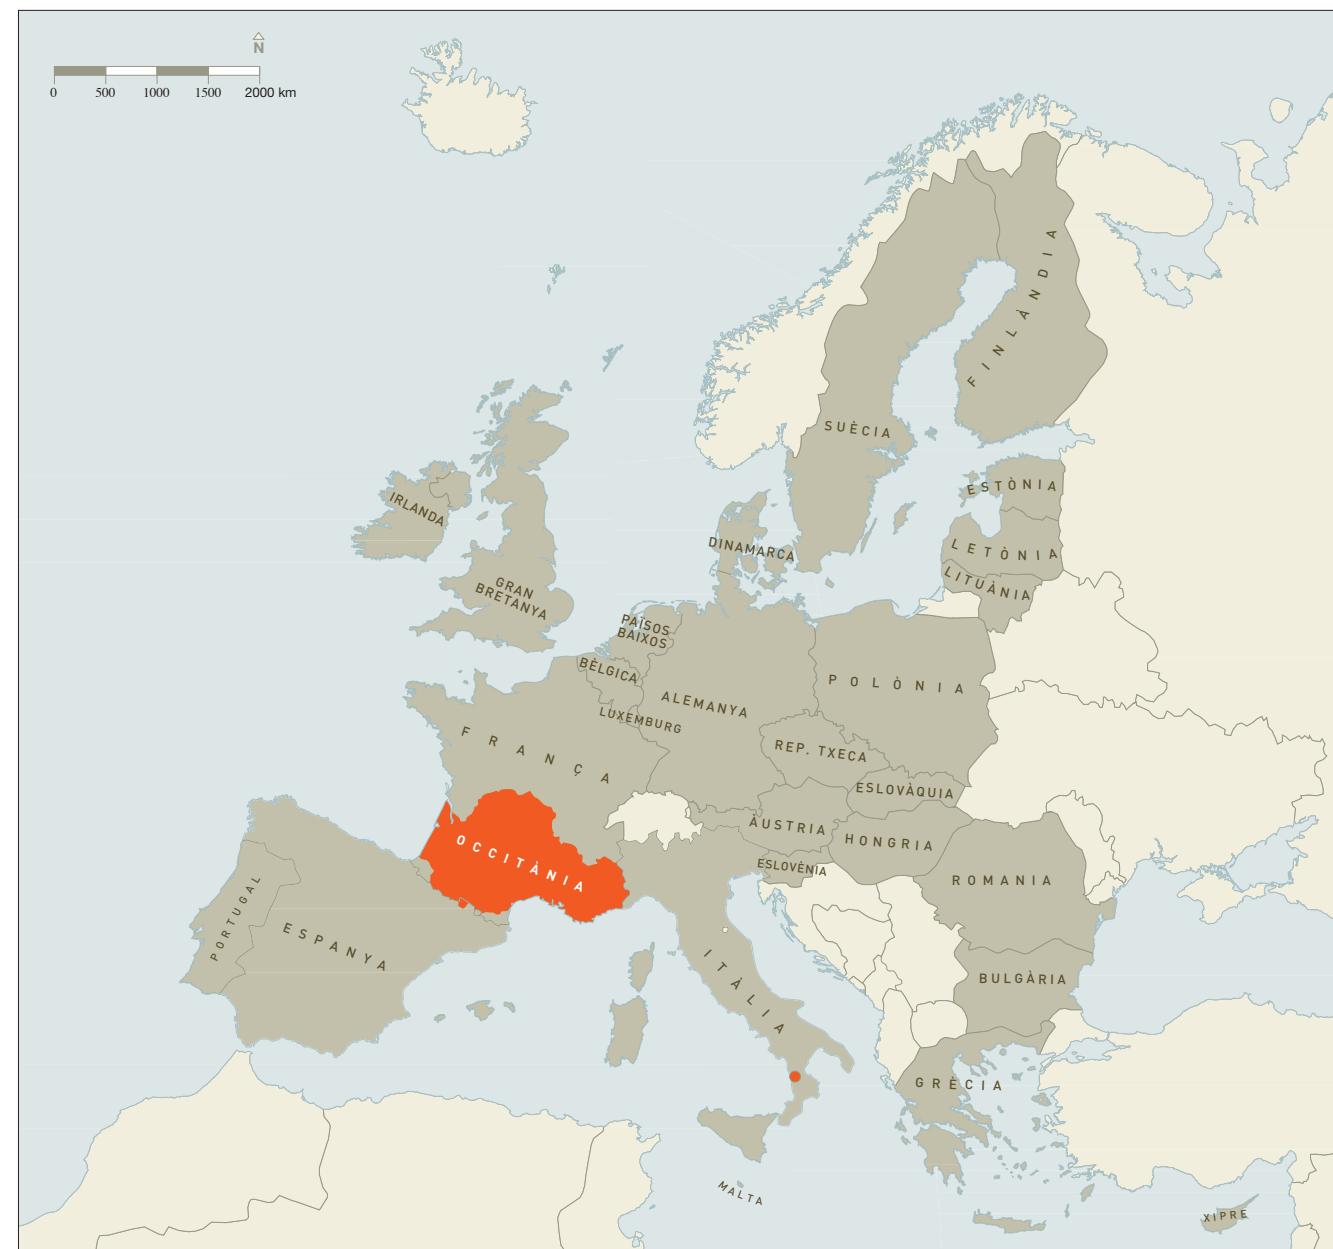 N
0 500 1000 1500 2000 km
FINLÀNDIA
SUÈCIA
ESTÒNIA
IRLANDA
LETÒNIA
DINAMARCA
LITUÀNIA
GRAN
BRETANYA
PAÏSOS
BAIXOS
BÈLGICA
POLÒNIA
ALEMANYA
LUXEMBURG
FRANÇA
REP. TXECA
ESLOVÀQUIA
ÀUSTRIA
HONGRIA
OCCITÀNIA
ESLOVÈNIA
ROMANIA
PORTUGAL
ESPANYA
ITÀLIA
BULGÀRIA
GRÈCIA
MALTA
XIPRE